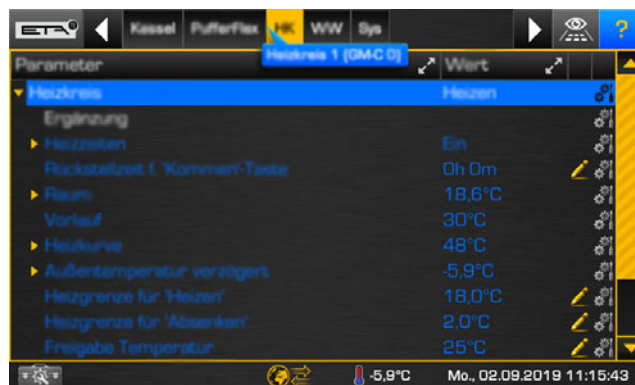 ETA
Kessel PufferFlex HK WW Sys ?
Heizkreis 1 (GM-C 0)
Parameter Wert
Heizkreis Heizen
Ergänzung
Heizzeiten Ein
Rückstellzeit f. 'Kommen'-Taste 0h 0m
Raum 18,6°C
Vorlauf 30°C
Heizkurve 48°C
Außentemperatur verzögert -5,9°C
Heizgrenze für 'Heizen' 18,0°C
Heizgrenze für 'Absenken' 2,0°C
Freigabe Temperatur 25°C
-5,9°C Mo., 02.09.2019 11:15:43